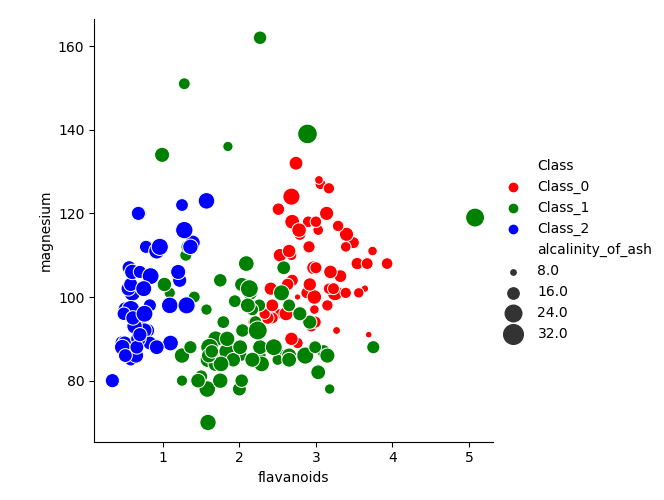 160
140
120
100
80
magnesium
1
2
3
4
5
flavanoids
Class
Class_0
Class_1
Class_2
alcalinity_of_ash
8.0
16.0
24.0
32.0